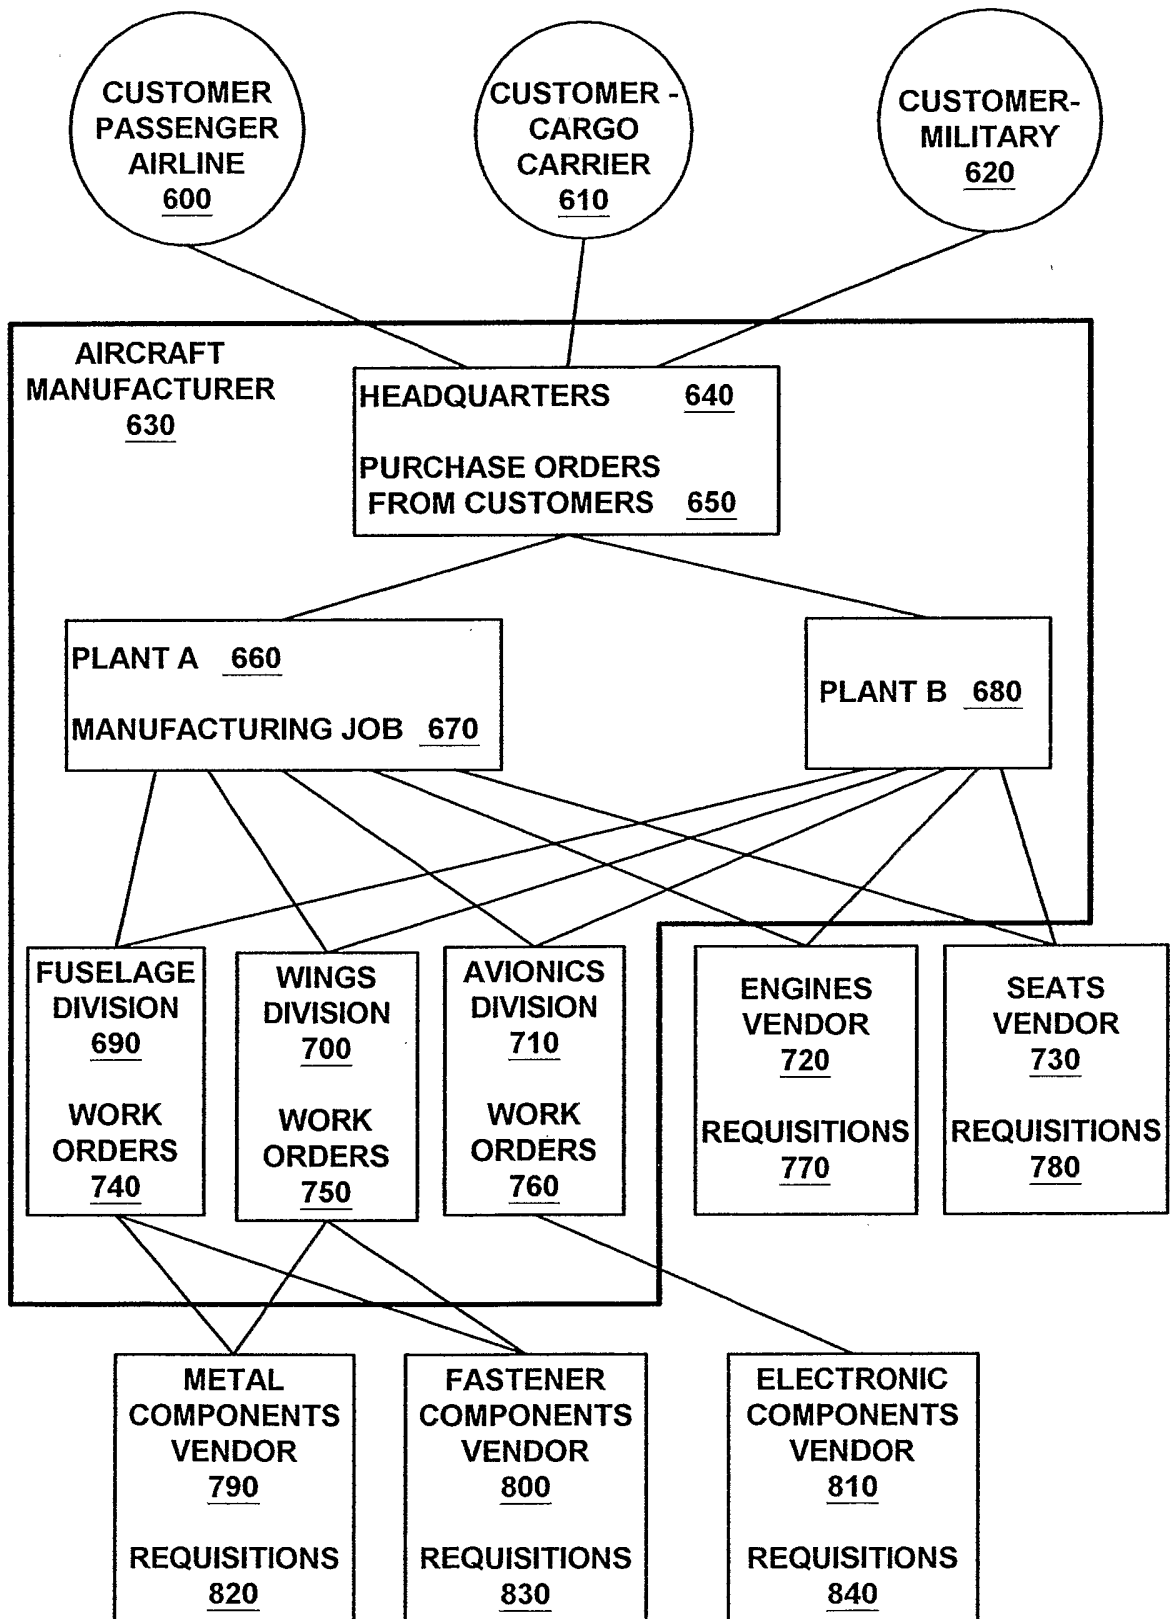 CUSTOMER
PASSENGER
AIRLINE
600
CUSTOMER -
CARGO
CARRIER
610
CUSTOMER-
MILITARY
620
AIRCRAFT
MANUFACTURER
630
HEADQUARTERS 640
PURCHASE ORDERS
FROM CUSTOMERS 650
PLANT A 660
MANUFACTURING JOB 670
PLANT B 680
FUSELAGE
DIVISION
690
WORK
ORDERS
740
WINGS
DIVISION
700
WORK
ORDERS
750
AVIONICS
DIVISION
710
WORK
ORDERS
760
ENGINES
VENDOR
720
REQUISITIONS
770
SEATS
VENDOR
730
REQUISITIONS
780
METAL
COMPONENTS
VENDOR
790
REQUISITIONS
820
FASTENER
COMPONENTS
VENDOR
800
REQUISITIONS
830
ELECTRONIC
COMPONENTS
VENDOR
810
REQUISITIONS
840